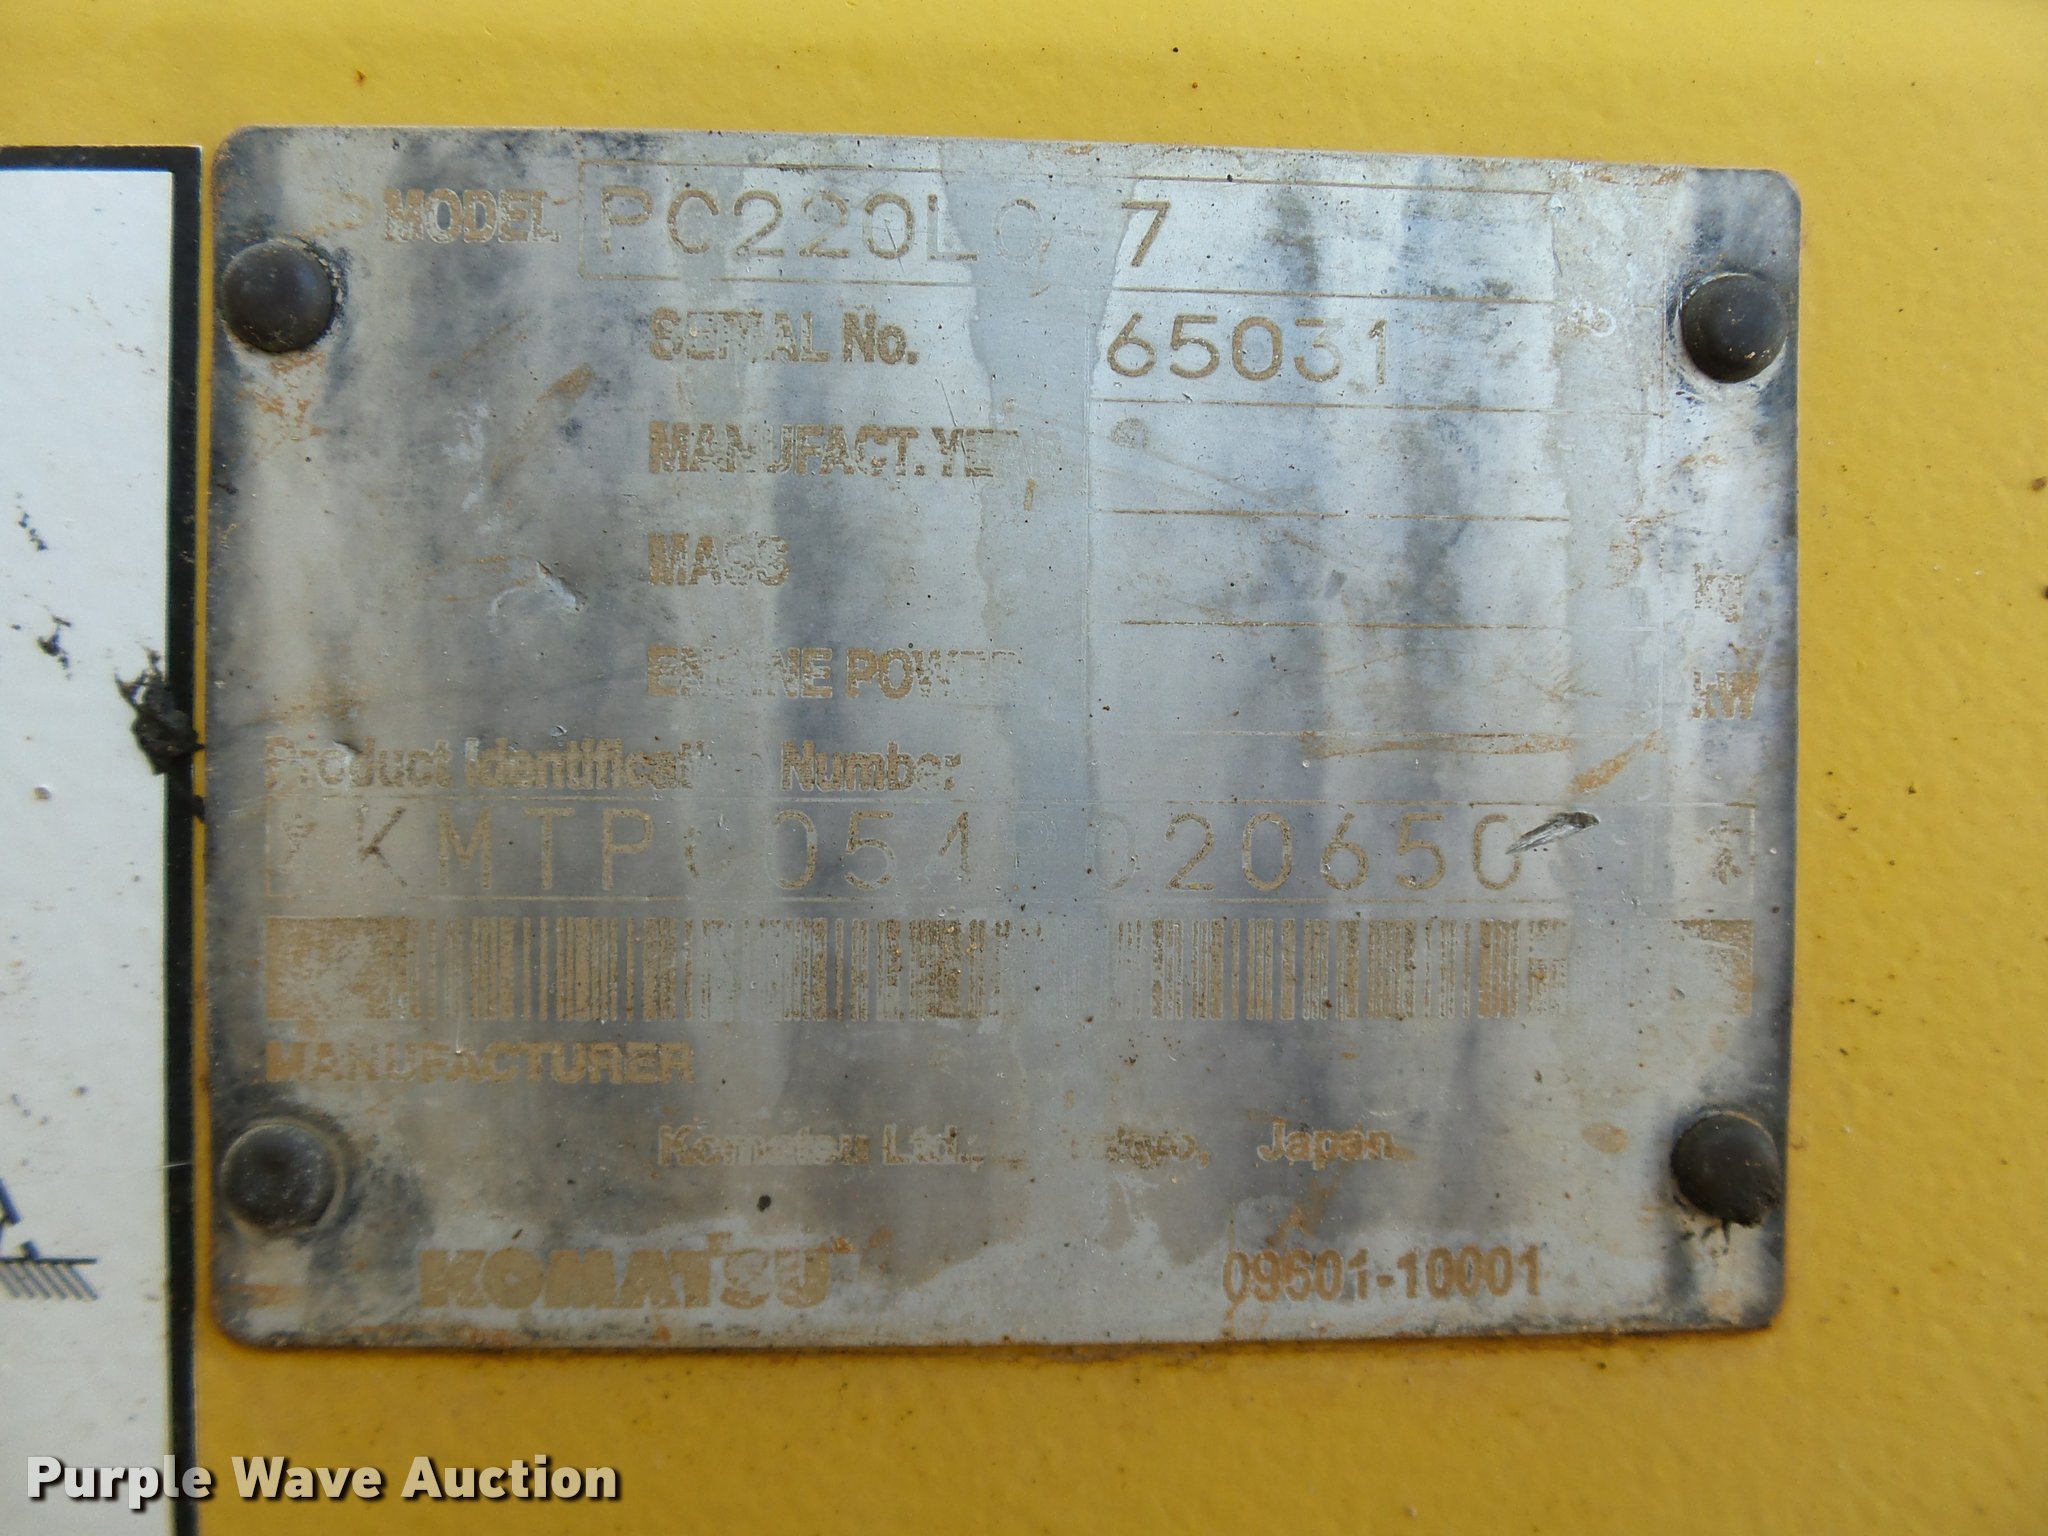 MODEL PC220LC-7
SERIAL No. 65031
MANUFACT. YEAR
MASS kg
ENGINE POWER kW
Product Identification Number
MANUFACTURER
Komatsu Ltd., Tokyo, Japan
KOMATSU 09601-10001
Purple Wave Auction